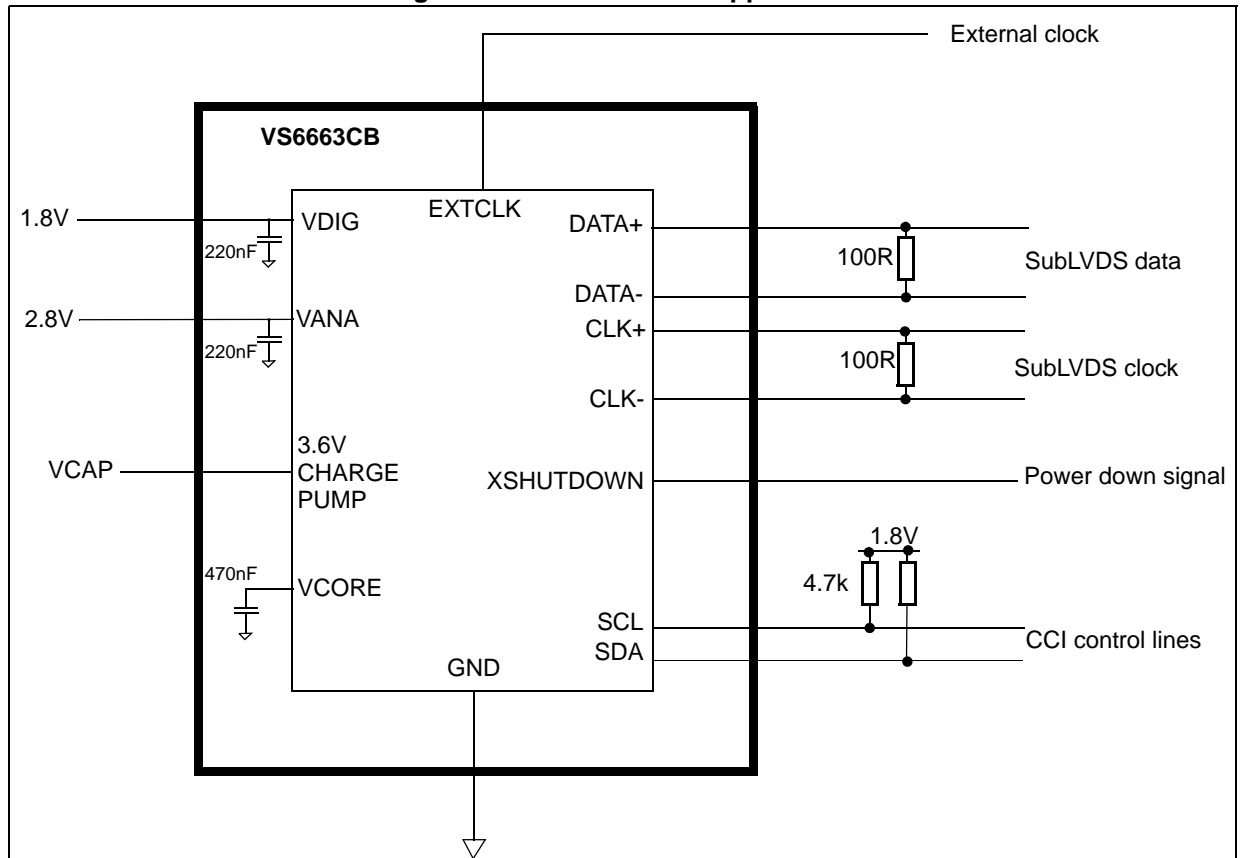 External clock
VS6663CB
EXTCLK
1.8V
VDIG
220nF
2.8V
VANA
220nF
VCAP
3.6V
CHARGE
PUMP
470nF
VCORE
GND
DATA+
DATA-
100R
SubLVDS data
CLK+
CLK-
100R
SubLVDS clock
XSHUTDOWN
Power down signal
1.8V
4.7k
SCL
SDA
CCI control lines